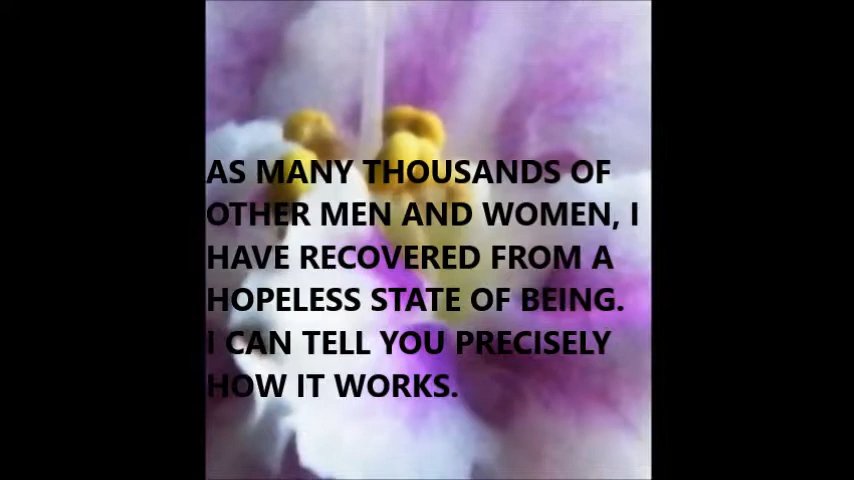 AS MANY THOUSANDS OF
OTHER MEN AND WOMEN, I
HAVE RECOVERED FROM A
HOPELESS STATE OF BEING.
I CAN TELL YOU PRECISELY
HOW IT WORKS.